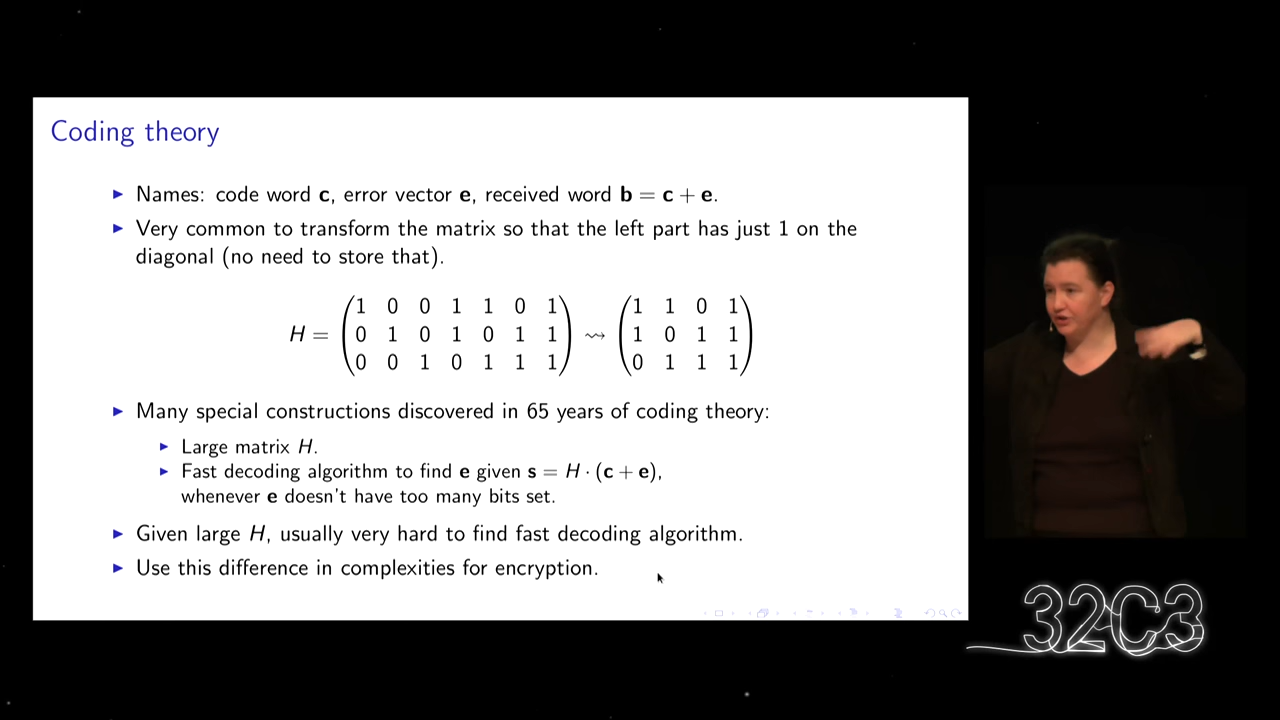 Coding theory
▶ Names: code word c, error vector e, received word b = c + e.
▶ Very common to transform the matrix so that the left part has just 1 on the
diagonal (no need to store that).
H = (1 0 0 1 1 0 1) ⇝ (1 1 0 1)
(0 1 0 1 0 1 1) (1 0 1 1)
(0 0 1 0 1 1 1) (0 1 1 1)
▶ Many special constructions discovered in 65 years of coding theory:
▶ Large matrix H.
▶ Fast decoding algorithm to find e given s = H · (c + e),
whenever e doesn't have too many bits set.
▶ Given large H, usually very hard to find fast decoding algorithm.
▶ Use this difference in complexities for encryption.
32C3